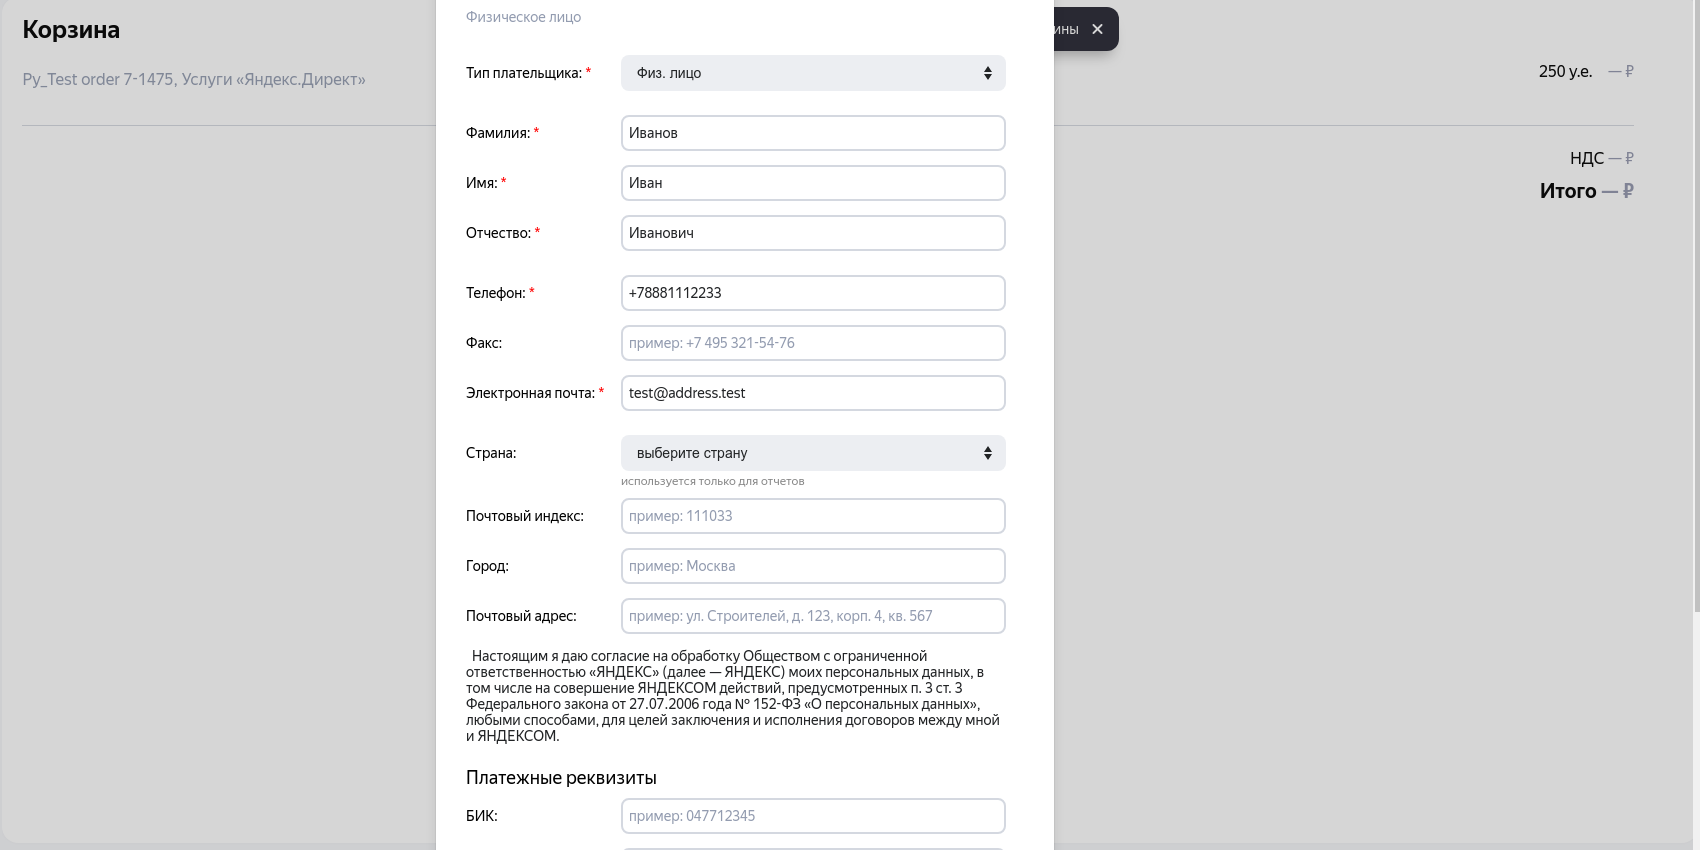 Корзина
Py_Test order 7-1475, Услуги «Яндекс.Директ»
250 у.е. — ₽
НДС — ₽
Итого — ₽
Физическое лицо
Тип плательщика: * Физ. лицо
Фамилия: * Иванов
Имя: * Иван
Отчество: * Иванович
Телефон: * +78881112233
Факс: пример: +7 495 321-54-76
Электронная почта: * test@address.test
Страна: выберите страну
используется только для отчетов
Почтовый индекс: пример: 111033
Город: пример: Москва
Почтовый адрес: пример: ул. Строителей, д. 123, корп. 4, кв. 567
Настоящим я даю согласие на обработку Обществом с ограниченной
ответственностью «ЯНДЕКС» (далее — ЯНДЕКС) моих персональных данных, в
том числе на совершение ЯНДЕКСОМ действий, предусмотренных п. 3 ст. 3
Федерального закона от 27.07.2006 года № 152-ФЗ «О персональных данных»,
любыми способами, для целей заключения и исполнения договоров между мной
и ЯНДЕКСОМ.
Платежные реквизиты
БИК: пример: 047712345